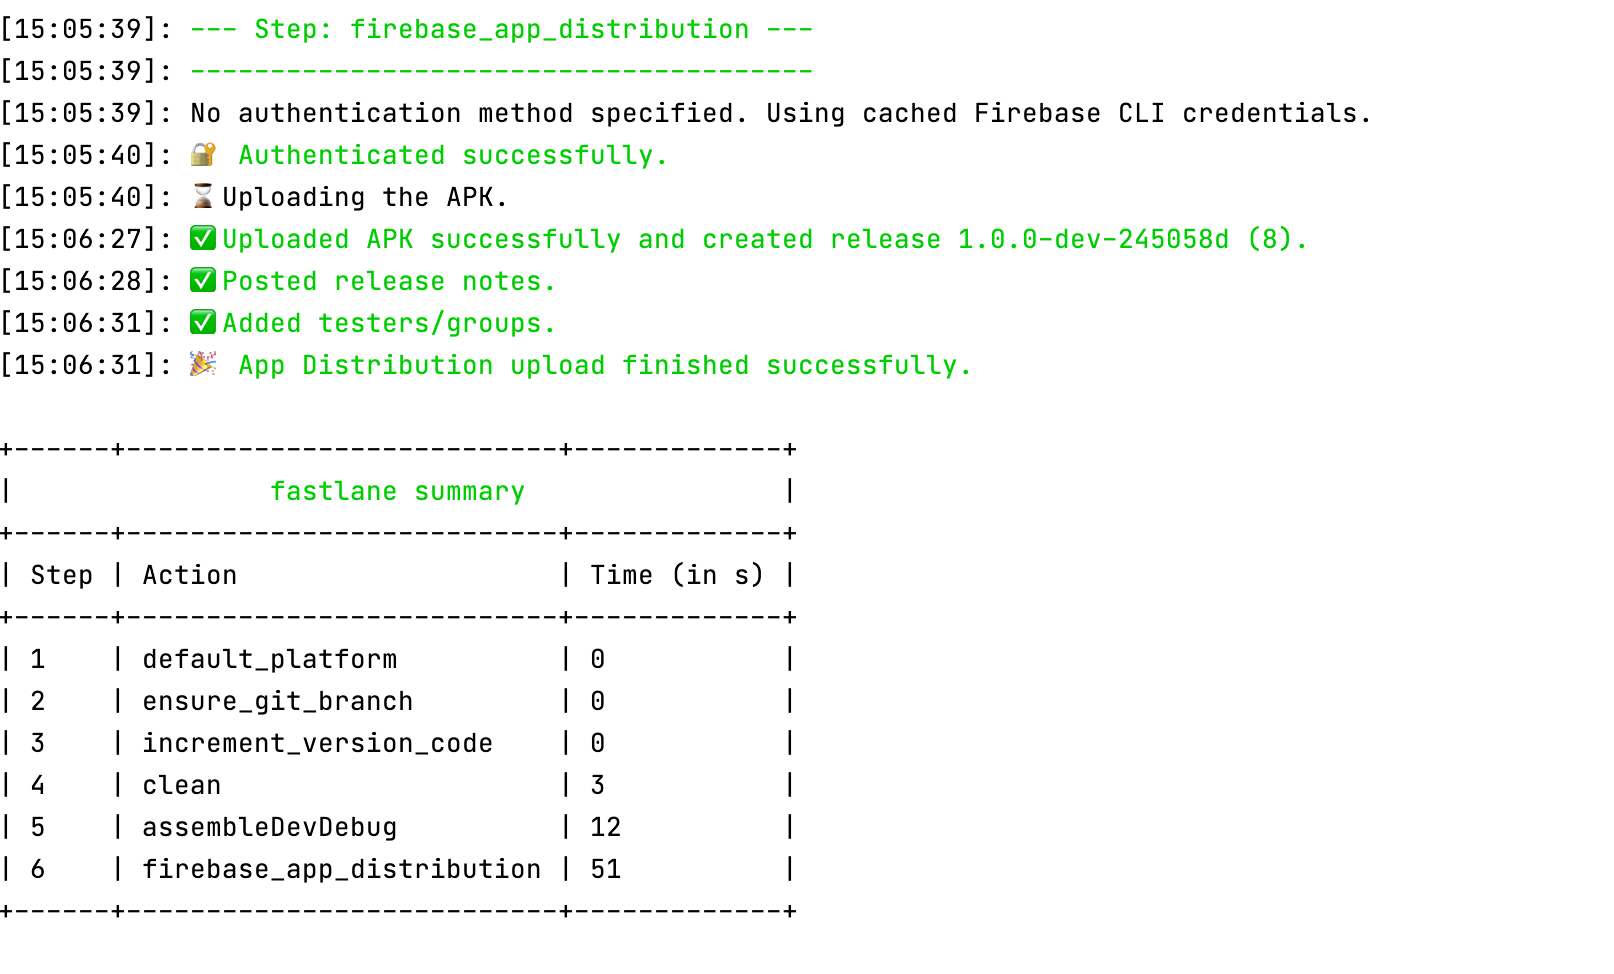 [15:05:39]: --- Step: firebase_app_distribution ---
[15:05:39]: ---------------------------------------
[15:05:39]: No authentication method specified. Using cached Firebase CLI credentials.
[15:05:40]: 🔐 Authenticated successfully.
[15:05:40]: ⌛Uploading the APK.
[15:06:27]: ✅Uploaded APK successfully and created release 1.0.0-dev-245058d (8).
[15:06:28]: ✅Posted release notes.
[15:06:31]: ✅Added testers/groups.
[15:06:31]: 🎉 App Distribution upload finished successfully.

+------+---------------------------+-------------+
|                fastlane summary                |
+------+---------------------------+-------------+
| Step | Action                    | Time (in s) |
+------+---------------------------+-------------+
| 1    | default_platform          | 0           |
| 2    | ensure_git_branch         | 0           |
| 3    | increment_version_code    | 0           |
| 4    | clean                     | 3           |
| 5    | assembleDevDebug          | 12          |
| 6    | firebase_app_distribution | 51          |
+------+---------------------------+-------------+